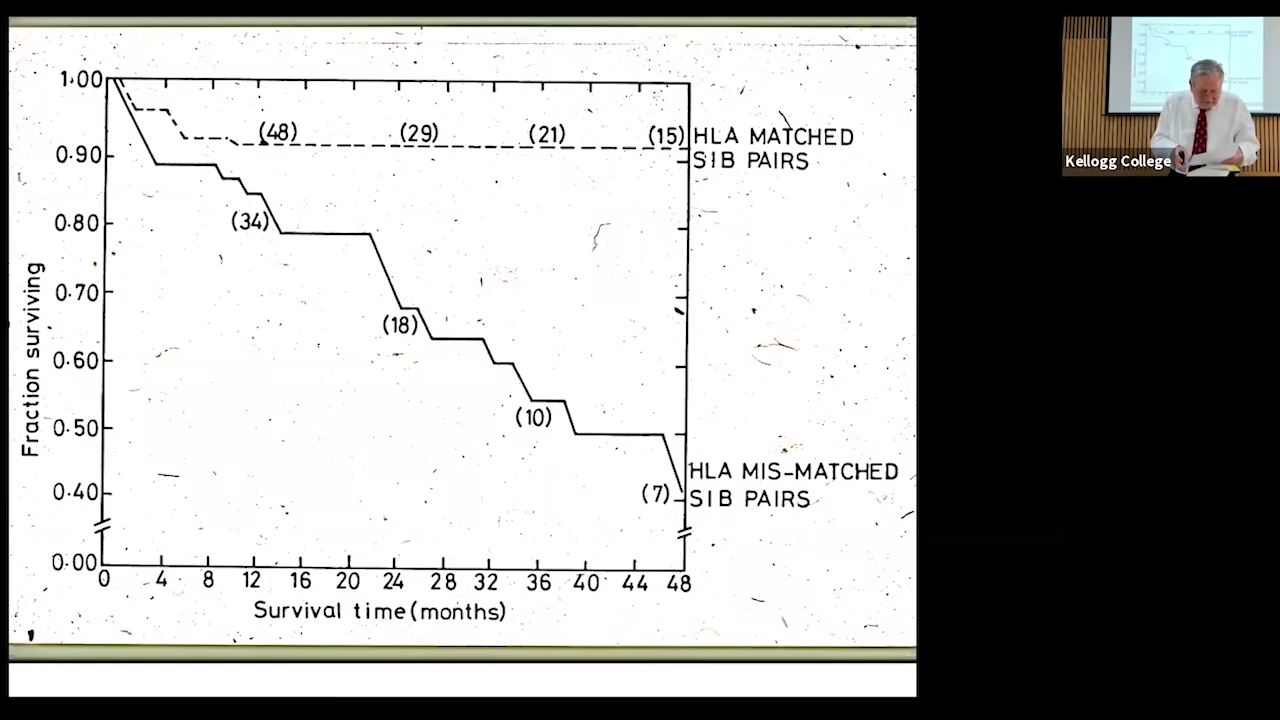 1.00
0.90
0.80
0.70
0.60
0.50
0.40
0.00
Fraction surviving
(48) (29) (21) (15)
HLA MATCHED
SIB PAIRS
(34)
(18)
(10)
(7)
HLA MIS-MATCHED
SIB PAIRS
0 4 8 12 16 20 24 28 32 36 40 44 48
Survival time (months)
Kellogg College